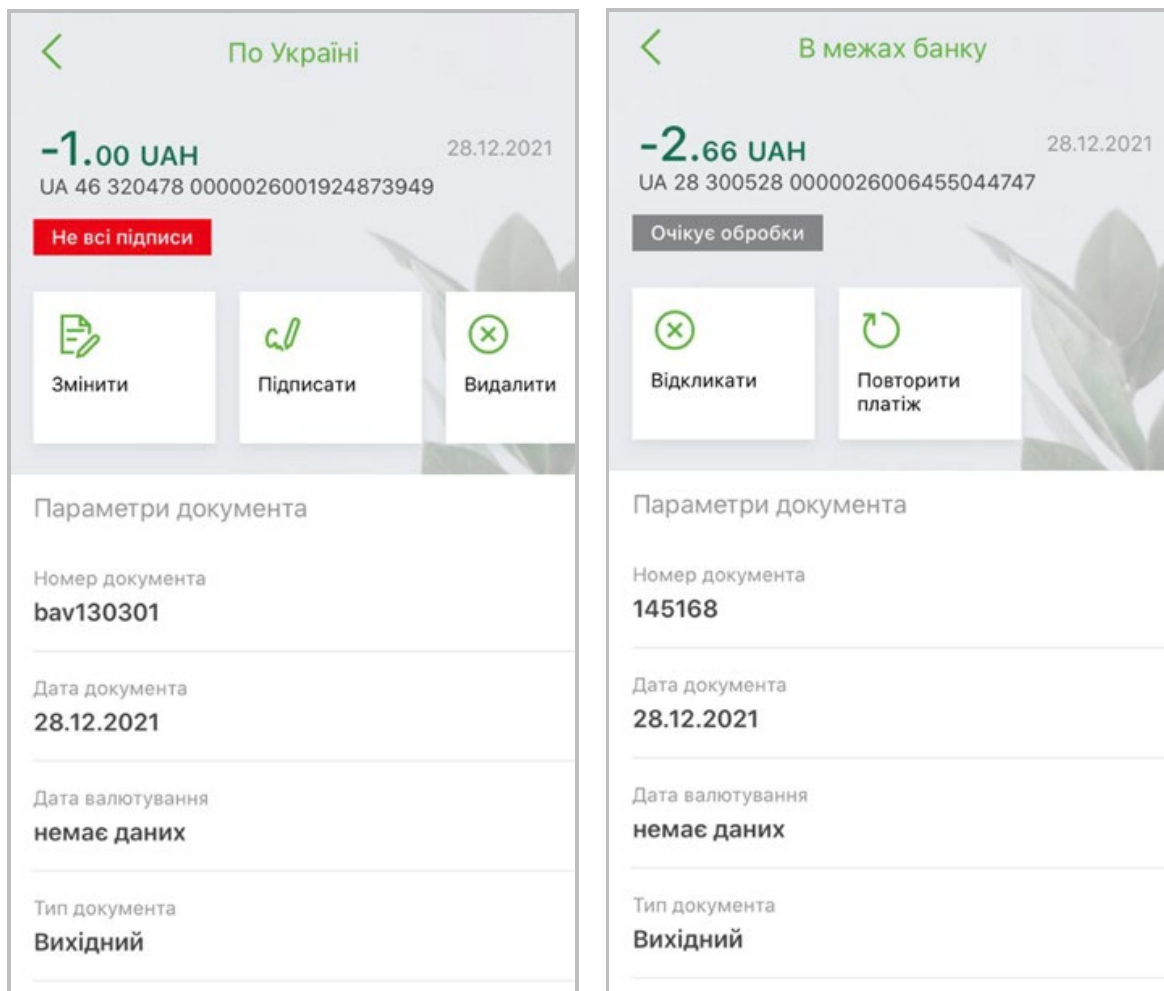 По Україні
-1.00 UAH
28.12.2021
UA 46 320478 0000026001924873949
Не всі підписи
Змінити
Підписати
Видалити
Параметри документа
Номер документа
bav130301
Дата документа
28.12.2021
Дата валютування
немає даних
Тип документа
Вихідний
В межах банку
-2.66 UAH
28.12.2021
UA 28 300528 0000026006455044747
Очікує обробки
Відкликати
Повторити
платіж
Параметри документа
Номер документа
145168
Дата документа
28.12.2021
Дата валютування
немає даних
Тип документа
Вихідний